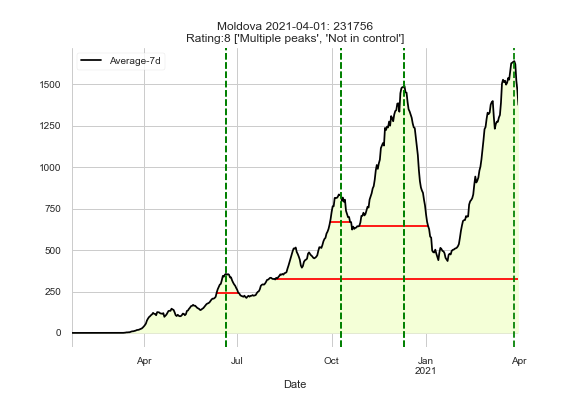 Moldova 2021-04-01: 231756
Rating:8 ['Multiple peaks', 'Not in control']
Average-7d
1500
1250
1000
750
500
250
0
Apr Jul Oct Jan Apr
2021
Date